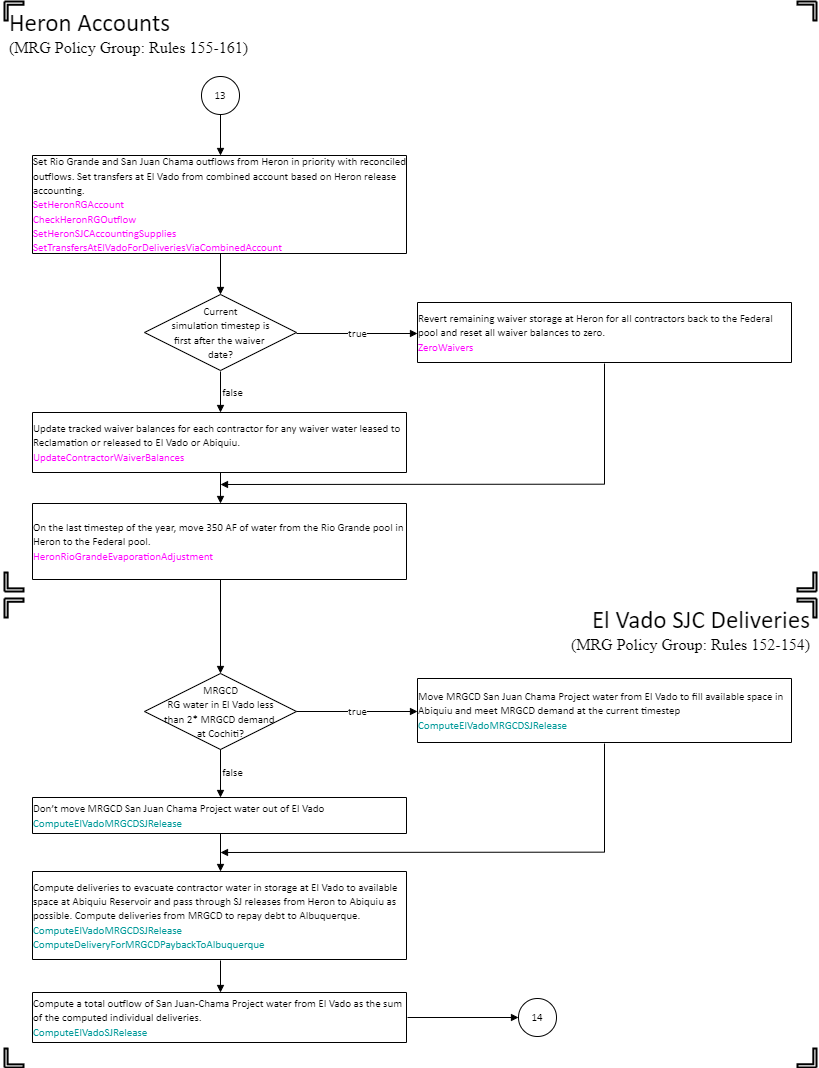 Heron Accounts
(MRG Policy Group: Rules 155-161)
13
Set Rio Grande and San Juan Chama outflows from Heron in priority with reconciled
outflows. Set transfers at El Vado from combined account based on Heron release
accounting.
SetHeronRGAccount
CheckHeronRGOutflow
SetHeronSJCAccountingSupplies
SetTransfersAtElVadoForDeliveriesViaCombinedAccount
Current
simulation timestep is
first after the waiver
date?
true
Revert remaining waiver storage at Heron for all contractors back to the Federal
pool and reset all waiver balances to zero.
ZeroWaivers
false
Update tracked waiver balances for each contractor for any waiver water leased to
Reclamation or released to El Vado or Abiquiu.
UpdateContractorWaiverBalances
On the last timestep of the year, move 350 AF of water from the Rio Grande pool in
Heron to the Federal pool.
HeronRioGrandeEvaporationAdjustment
El Vado SJC Deliveries
(MRG Policy Group: Rules 152-154)
MRGCD
RG water in El Vado less
than 2* MRGCD demand
at Cochiti?
true
Move MRGCD San Juan Chama Project water from El Vado to fill available space in
Abiquiu and meet MRGCD demand at the current timestep
ComputeElVadoMRGCDSJRelease
false
Don't move MRGCD San Juan Chama Project water out of El Vado
ComputeElVadoMRGCDSJRelease
Compute deliveries to evacuate contractor water in storage at El Vado to available
space at Abiquiu Reservoir and pass through SJ releases from Heron to Abiquiu as
possible. Compute deliveries from MRGCD to repay debt to Albuquerque.
ComputeElVadoMRGCDSJRelease
ComputeDeliveryForMRGCDPaybackToAlbuquerque
Compute a total outflow of San Juan-Chama Project water from El Vado as the sum
of the computed individual deliveries.
ComputeElVadoSJRelease
14